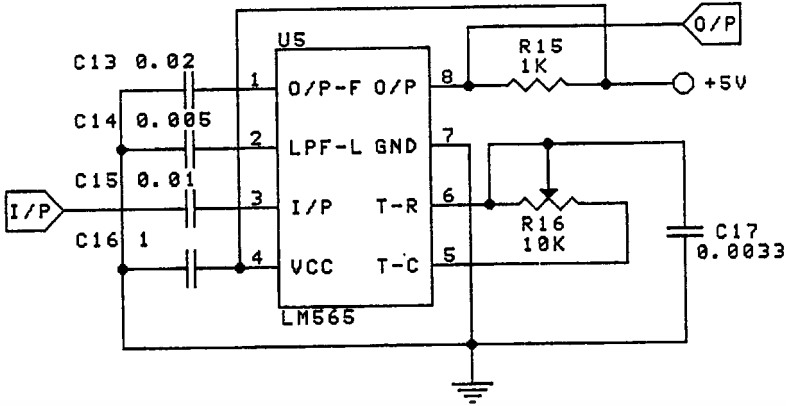 O/P
U5
R15
1K
C13 0.02
1
O/P-F O/P
8
+5V
C14 0.005
2
LPF-L GND
7
C15 0.01
I/P
3
I/P T-R
6
R16
10K
C16 1
4
VCC T-C
5
C17
0.0033
LM565